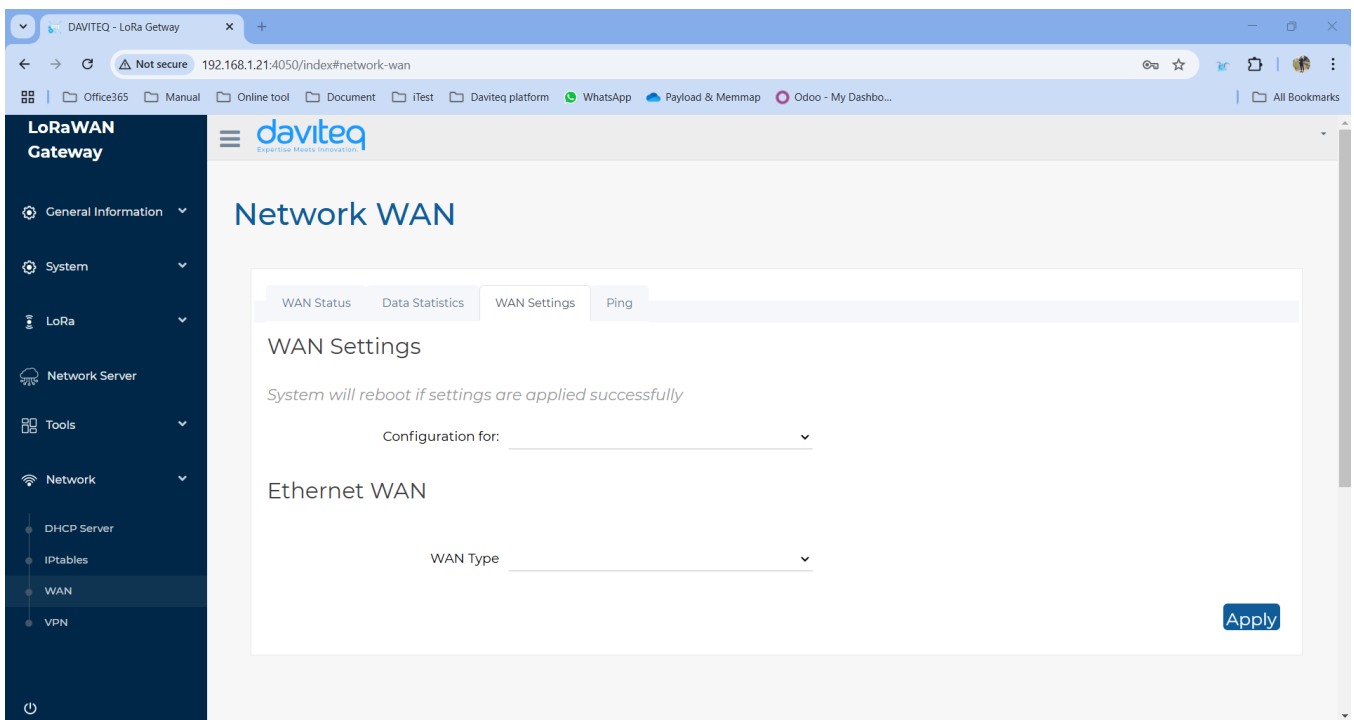 DAVITEQ - LoRa Getway
Not secure 192.168.1.21:4050/index#network-wan
Office365 Manual Online tool Document iTest Daviteq platform WhatsApp Payload & Memmap Odoo - My Dashbo... All Bookmarks
LoRaWAN
Gateway
daviteq
Expertise Meets Innovation.
General Information
System
LoRa
Network Server
Tools
Network
DHCP Server
IPtables
WAN
VPN
Network WAN
WAN Status Data Statistics WAN Settings Ping
WAN Settings
System will reboot if settings are applied successfully
Configuration for:
Ethernet WAN
WAN Type
Apply